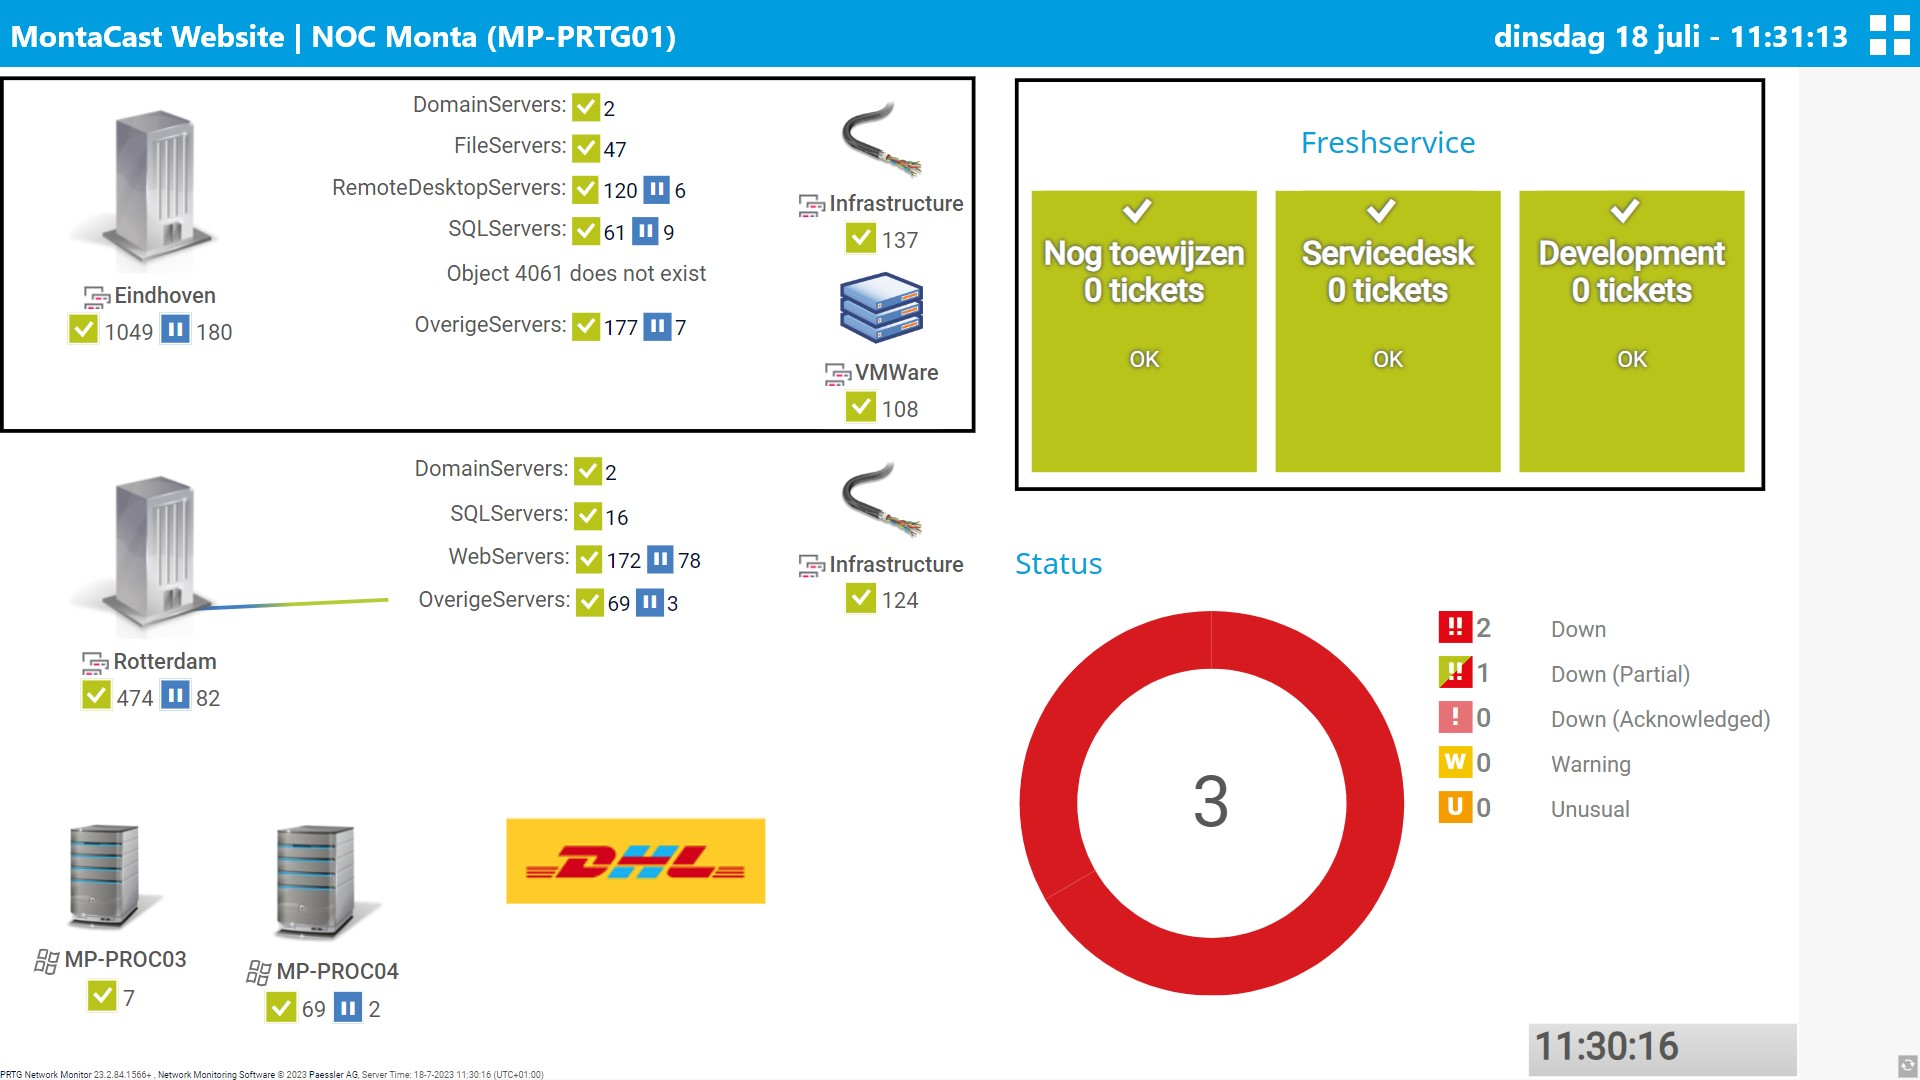 MontaCast Website | NOC Monta (MP-PRTG01)
dinsdag 18 juli - 11:31:13
DomainServers: 2
FileServers: 47
RemoteDesktopServers: 120 6
SQLServers: 61 9
Object 4061 does not exist
OverigeServers: 177 7
Eindhoven
1049 180
Infrastructure
137
VMWare
108
Freshservice
Nog toewijzen
0 tickets
OK
Servicedesk
0 tickets
OK
Development
0 tickets
OK
DomainServers: 2
SQLServers: 16
WebServers: 172 78
OverigeServers: 69 3
Rotterdam
474 82
Infrastructure
124
Status
3
!! 2 Down
!! 1 Down (Partial)
! 0 Down (Acknowledged)
W 0 Warning
U 0 Unusual
DHL
MP-PROC03
7
MP-PROC04
69 2
11:30:16
PRTG Network Monitor 23.2.84.1566+ , Network Monitoring Software © 2023 Paessler AG, Server Time: 18-7-2023 11:30:16 (UTC+01:00)